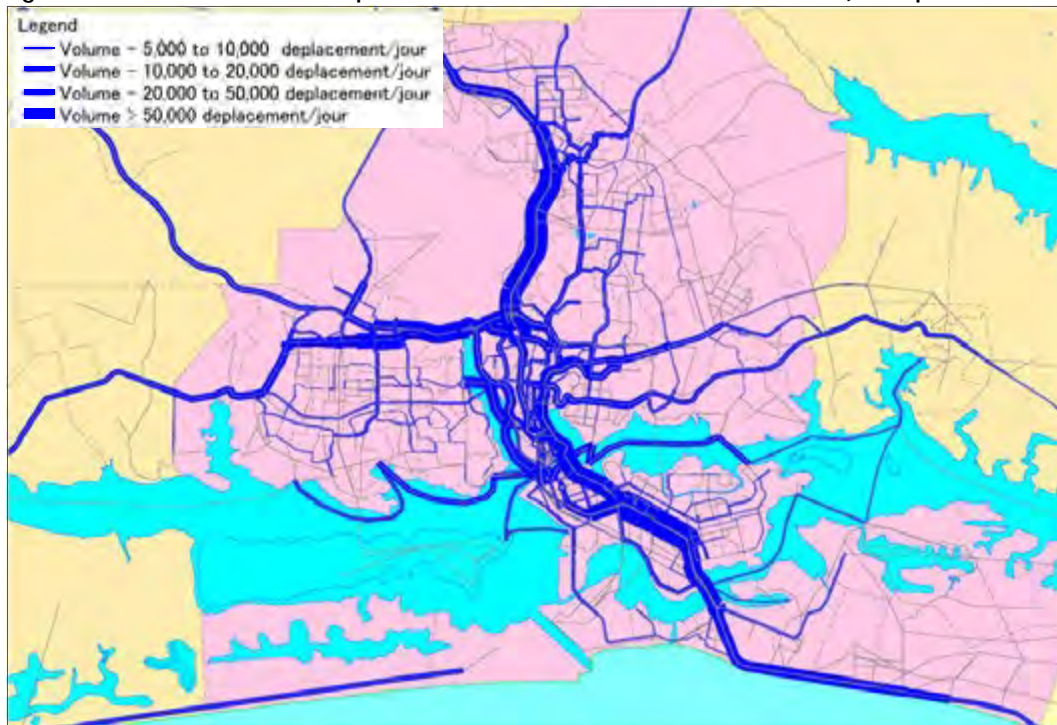 Legend
Volume - 5,000 to 10,000 deplacement/jour
Volume - 10,000 to 20,000 deplacement/jour
Volume - 20,000 to 50,000 deplacement/jour
Volume > 50,000 deplacement/jour